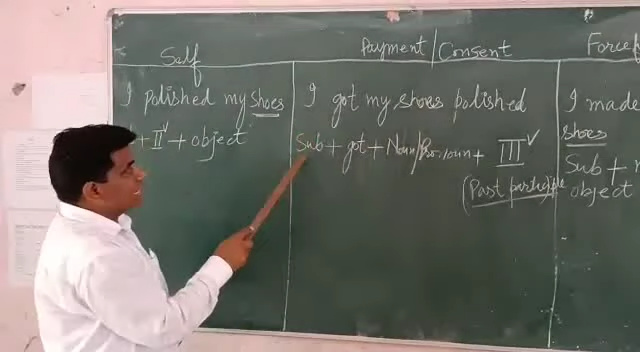 Self
I polished my shoes
+ II V + object
Payment/Consent
I got my shoes polished
Sub + got + Noun/Pronoun + III V
(Past participle
Force
I made
shoes
Sub +
object